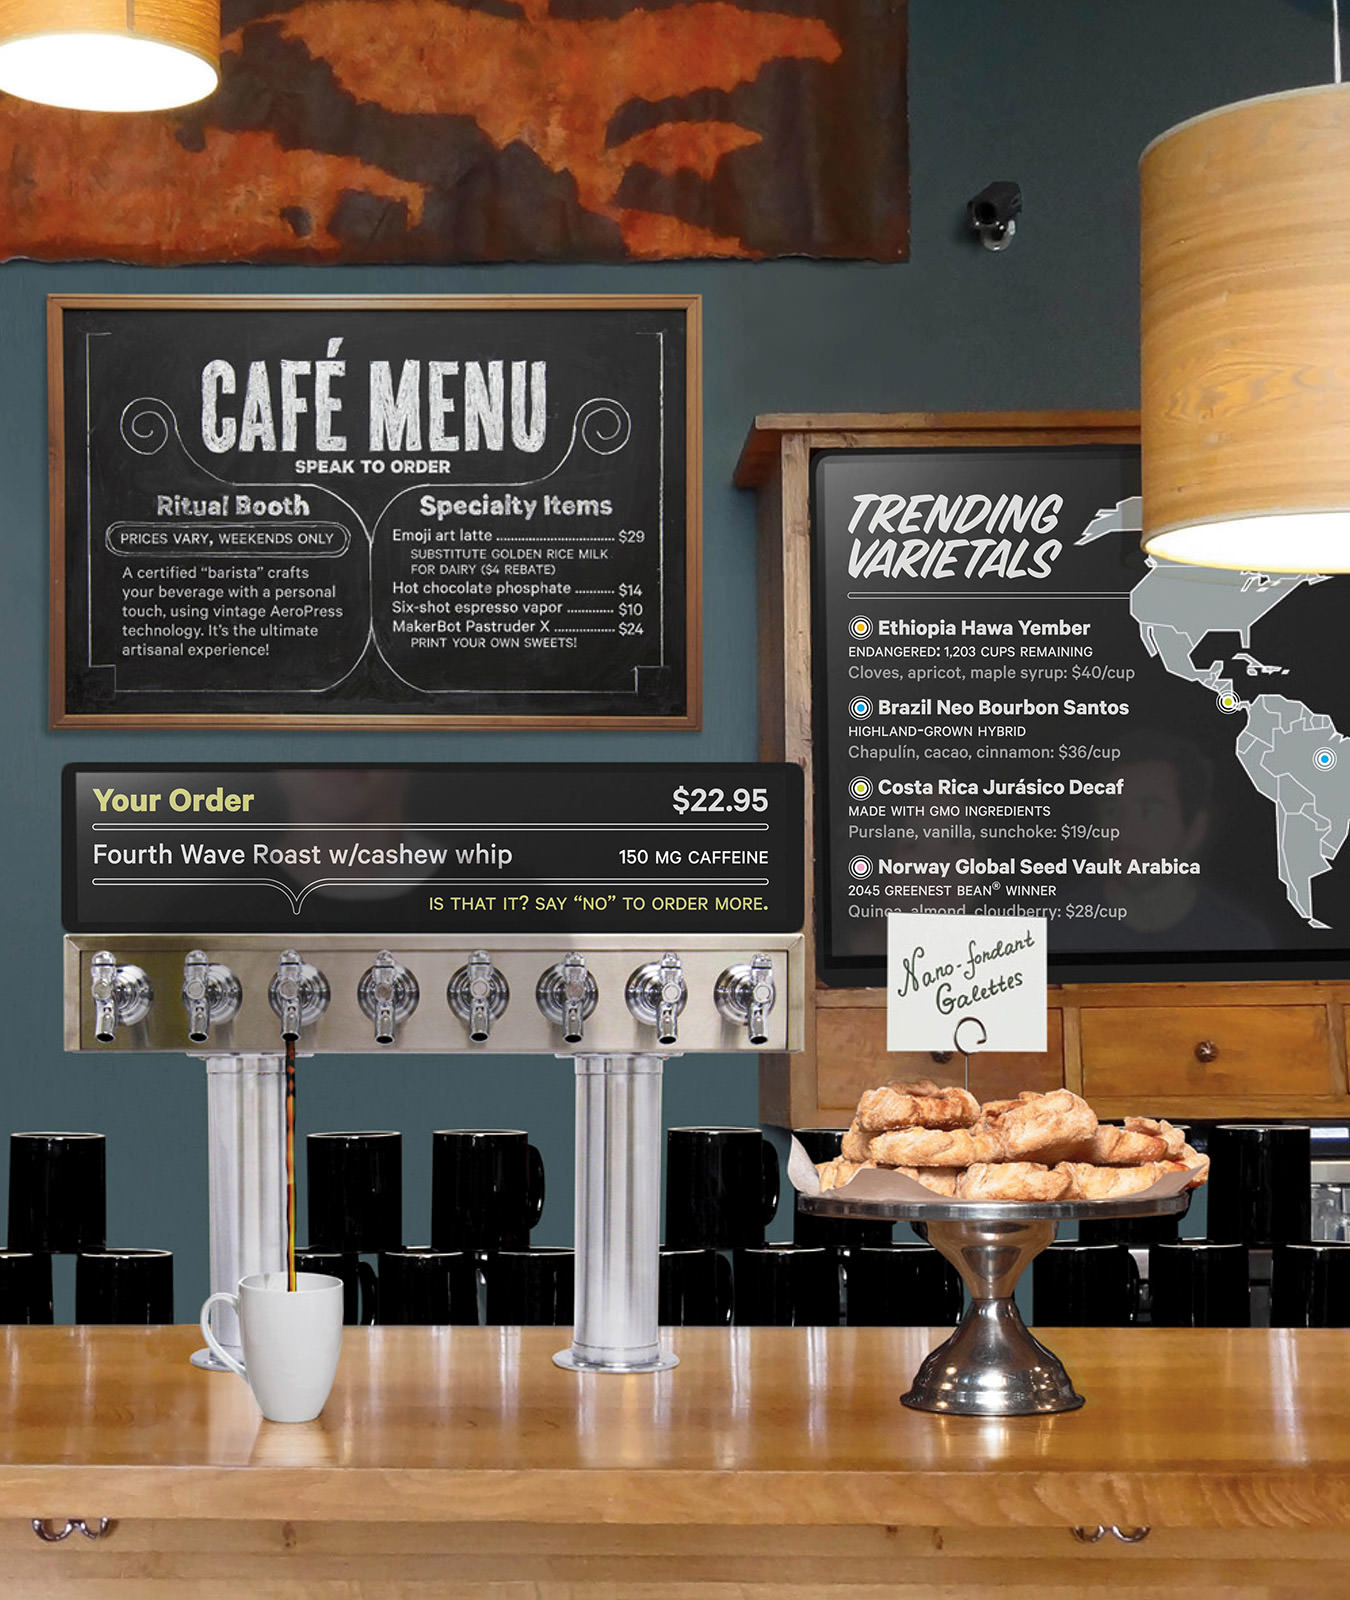 CAFÉ MENU
SPEAK TO ORDER
Ritual Booth
PRICES VARY, WEEKENDS ONLY
A certified “barista” crafts
your beverage with a personal
touch, using vintage AeroPress
technology. It’s the ultimate
artisanal experience!
Specialty Items
Emoji art latte ........................... $29
SUBSTITUTE GOLDEN RICE MILK
FOR DAIRY ($4 REBATE)
Hot chocolate phosphate .......... $14
Six-shot espresso vapor ............ $10
MakerBot Pastruder X ............... $24
PRINT YOUR OWN SWEETS!
TRENDING
VARIETALS
Ethiopia Hawa Yember
ENDANGERED: 1,203 CUPS REMAINING
Cloves, apricot, maple syrup: $40/cup
Brazil Neo Bourbon Santos
HIGHLAND-GROWN HYBRID
Chapulín, cacao, cinnamon: $36/cup
Costa Rica Jurásico Decaf
MADE WITH GMO INGREDIENTS
Purslane, vanilla, sunchoke: $19/cup
Norway Global Seed Vault Arabica
2045 GREENEST BEAN® WINNER
Quinoa, almond, cloudberry: $28/cup
Your Order $22.95
Fourth Wave Roast w/cashew whip 150 MG CAFFEINE
IS THAT IT? SAY “NO” TO ORDER MORE.
Nano-fondant
Galettes